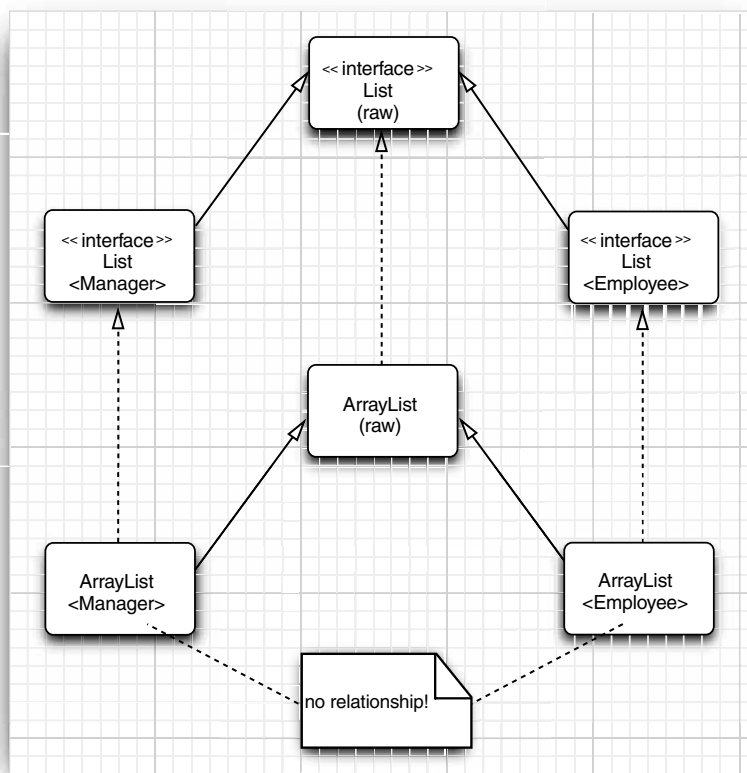 << interface >>
List
(raw)
<< interface >>
List
<Manager>
<< interface >>
List
<Employee>
ArrayList
(raw)
ArrayList
<Manager>
ArrayList
<Employee>
no relationship!